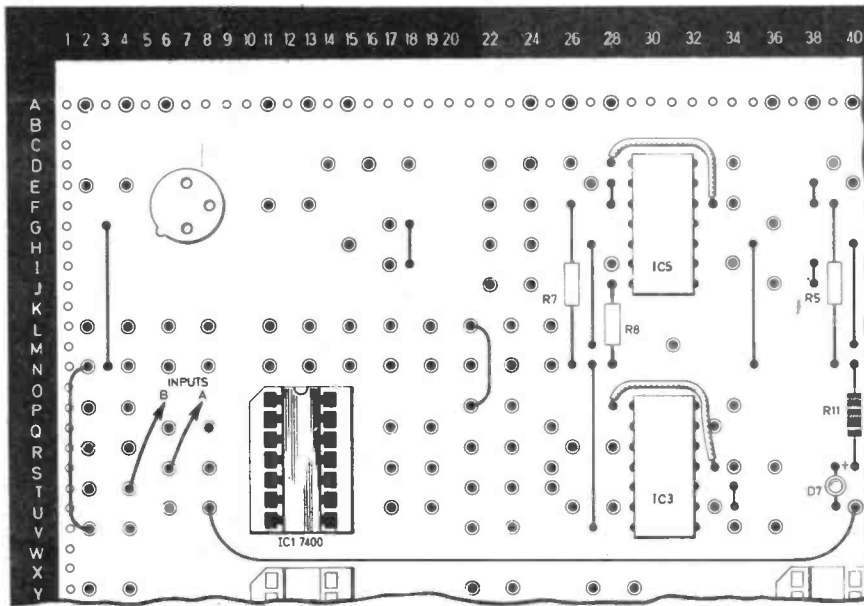 1 2 3 4 5 6 7 8 9 10 11 12 13 14 15 16 17 18 19 20 22 24 26 28 30 32 34 36 38 40
A
B
C
D
E
F
G
H
I
J
K
L
M
N
O
P
Q
R
S
T
U
V
W
X
Y
IC5
R7
R8
R5
INPUTS
B A
R11
+
D7
IC3
IC1 7400